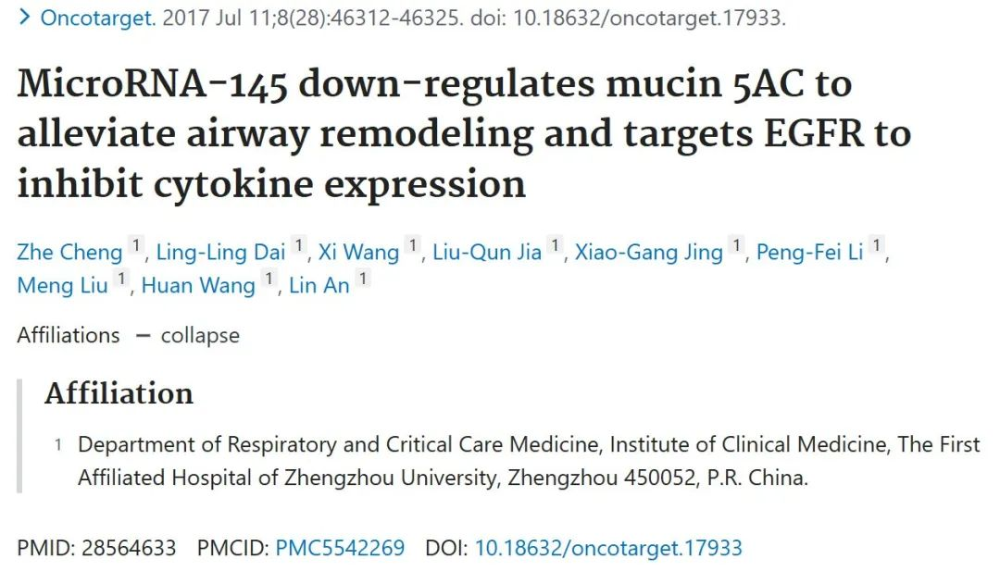 > Oncotarget. 2017 Jul 11;8(28):46312-46325. doi: 10.18632/oncotarget.17933.
MicroRNA-145 down-regulates mucin 5AC to
alleviate airway remodeling and targets EGFR to
inhibit cytokine expression
Zhe Cheng 1, Ling-Ling Dai 1, Xi Wang 1, Liu-Qun Jia 1, Xiao-Gang Jing 1, Peng-Fei Li 1,
Meng Liu 1, Huan Wang 1, Lin An 1
Affiliations — collapse
Affiliation
1 Department of Respiratory and Critical Care Medicine, Institute of Clinical Medicine, The First
Affiliated Hospital of Zhengzhou University, Zhengzhou 450052, P.R. China.
PMID: 28564633 PMCID: PMC5542269 DOI: 10.18632/oncotarget.17933